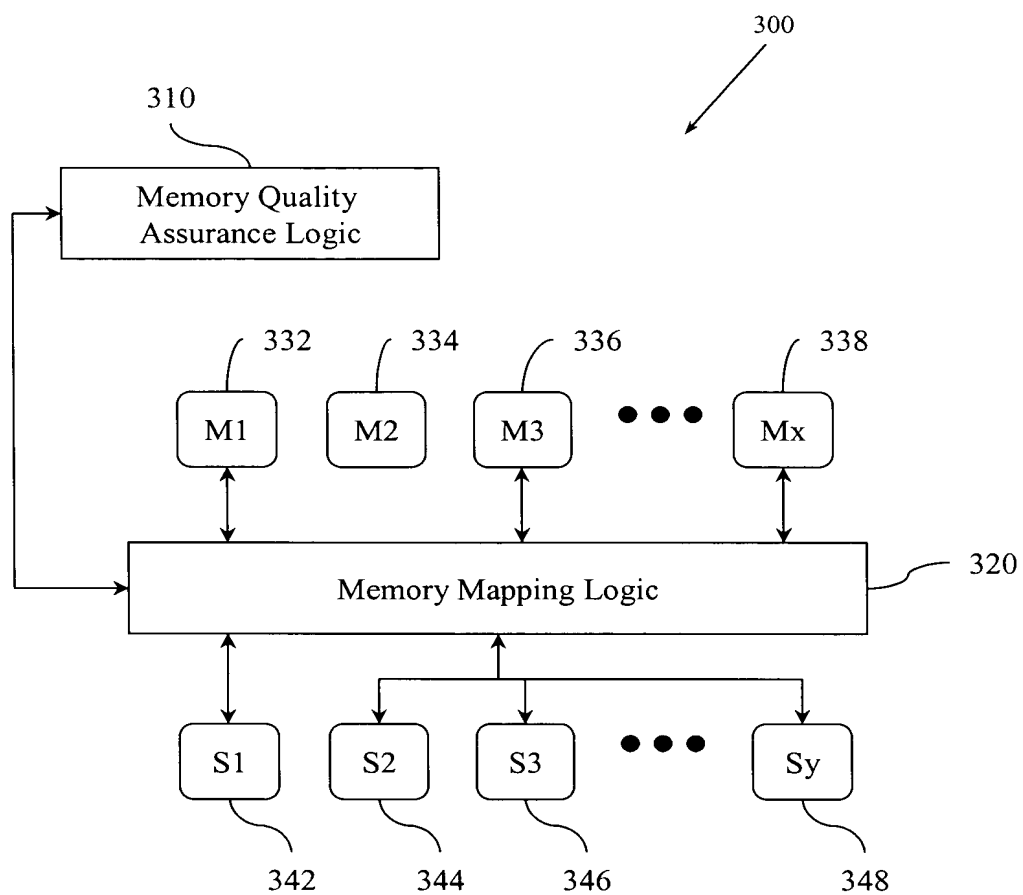 300
310
Memory Quality
Assurance Logic
332
334
336
338
M1
M2
M3
Mx
320
Memory Mapping Logic
S1
S2
S3
Sy
342
344
346
348